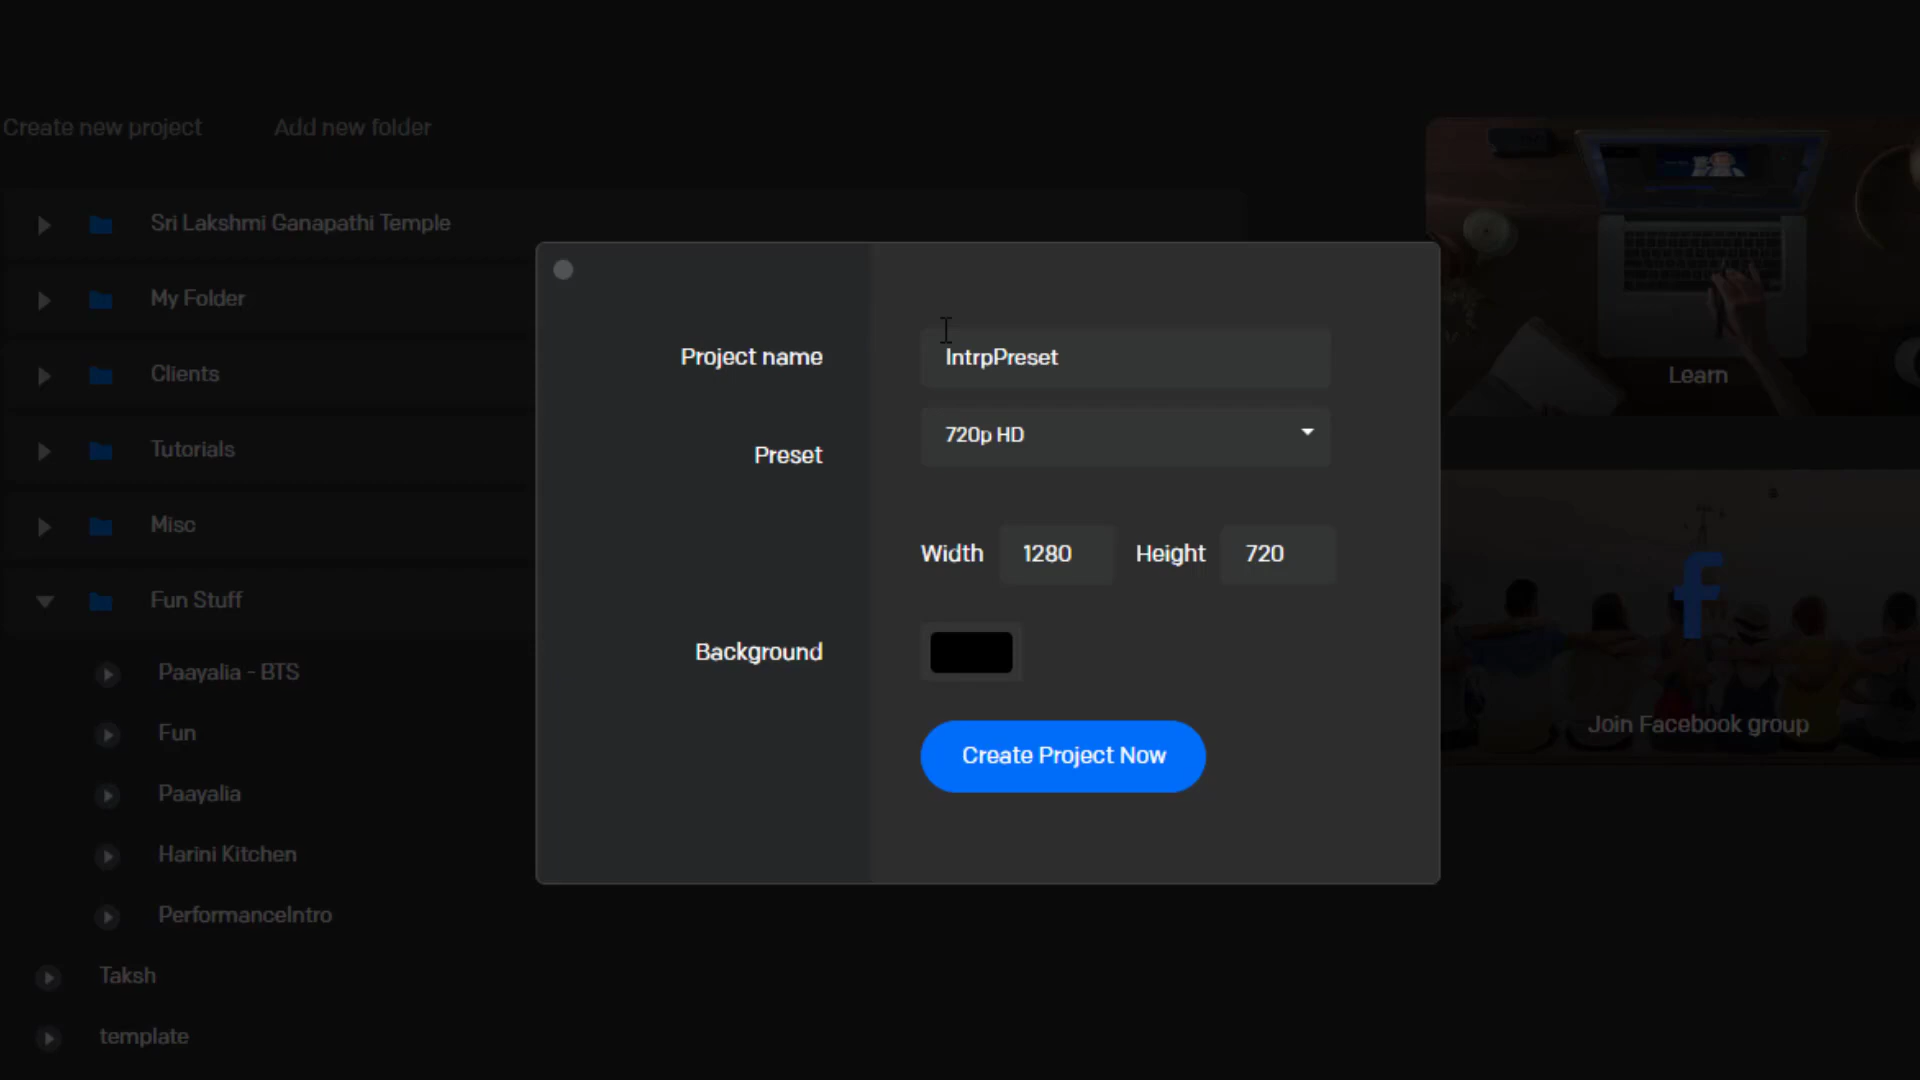 Create new project
Add new folder
Sri Lakshmi Ganapathi Temple
My Folder
Clients
Tutorials
Misc
Fun Stuff
Paayalia - BTS
Fun
Paayalia
Harini Kitchen
PerformanceIntro
Taksh
template
Project name
IntrpPreset
Preset
720p HD
Width
1280
Height
720
Background
Create Project Now
Learn
Join Facebook group